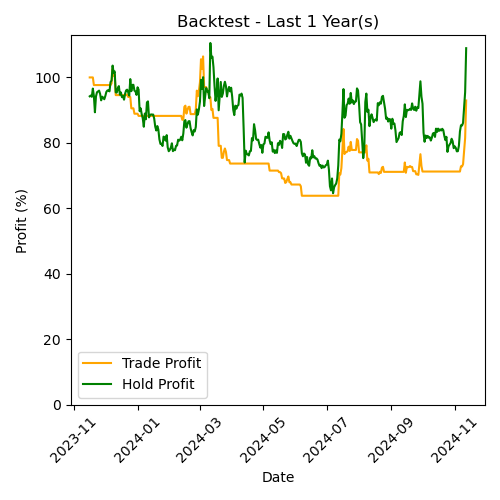 Backtest - Last 1 Year(s)
Profit (%)
100
80
60
40
20
0
Trade Profit
Hold Profit
2023-11
2024-01
2024-03
2024-05
2024-07
2024-09
2024-11
Date